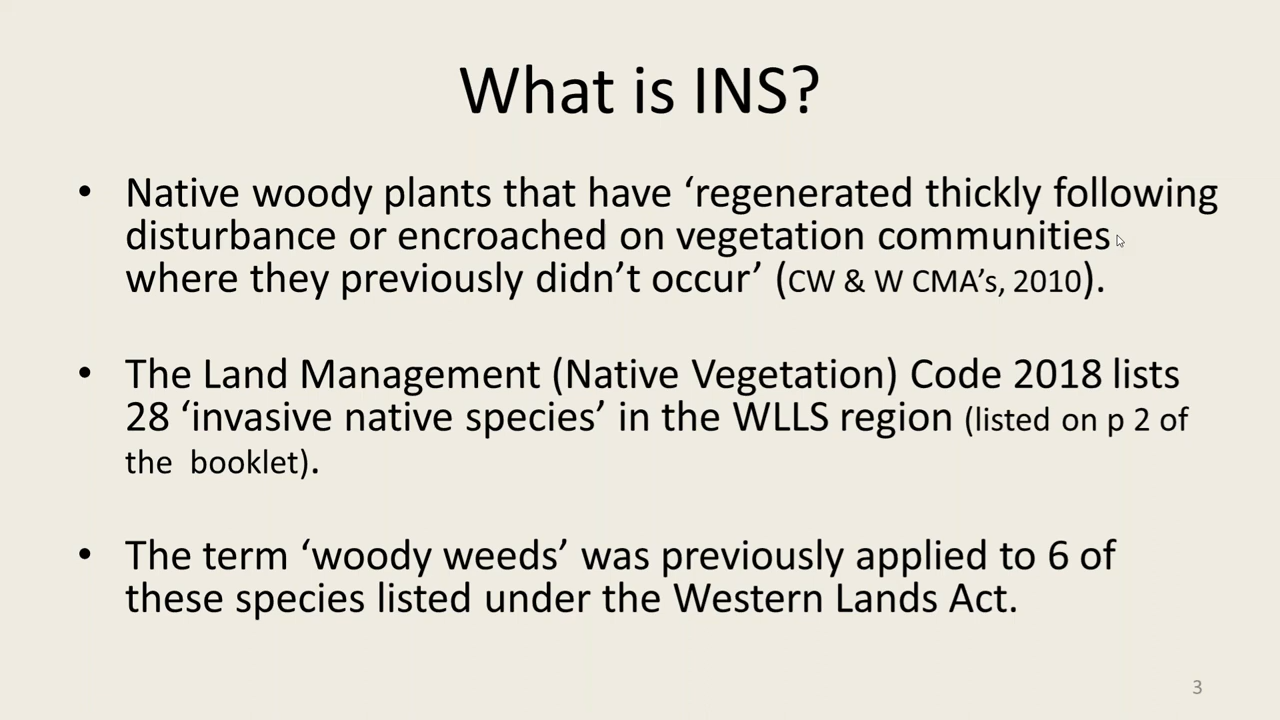 What is INS?
• Native woody plants that have ‘regenerated thickly following
disturbance or encroached on vegetation communities
where they previously didn’t occur’ (CW & W CMA’s, 2010).
• The Land Management (Native Vegetation) Code 2018 lists
28 ‘invasive native species’ in the WLLS region (listed on p 2 of
the booklet).
• The term ‘woody weeds’ was previously applied to 6 of
these species listed under the Western Lands Act.
3